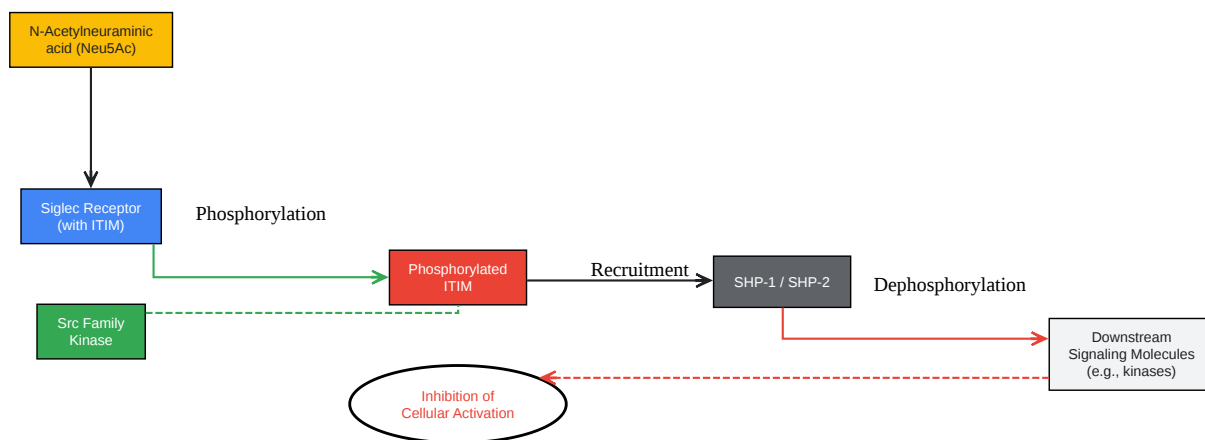 N-Acetylneuraminic
acid (Neu5Ac)
Siglec Receptor
(with ITIM)
Phosphorylation
Phosphorylated
ITIM
Recruitment
SHP-1 / SHP-2
Dephosphorylation
Src Family
Kinase
Downstream
Signaling Molecules
(e.g., kinases)
Inhibition of
Cellular Activation